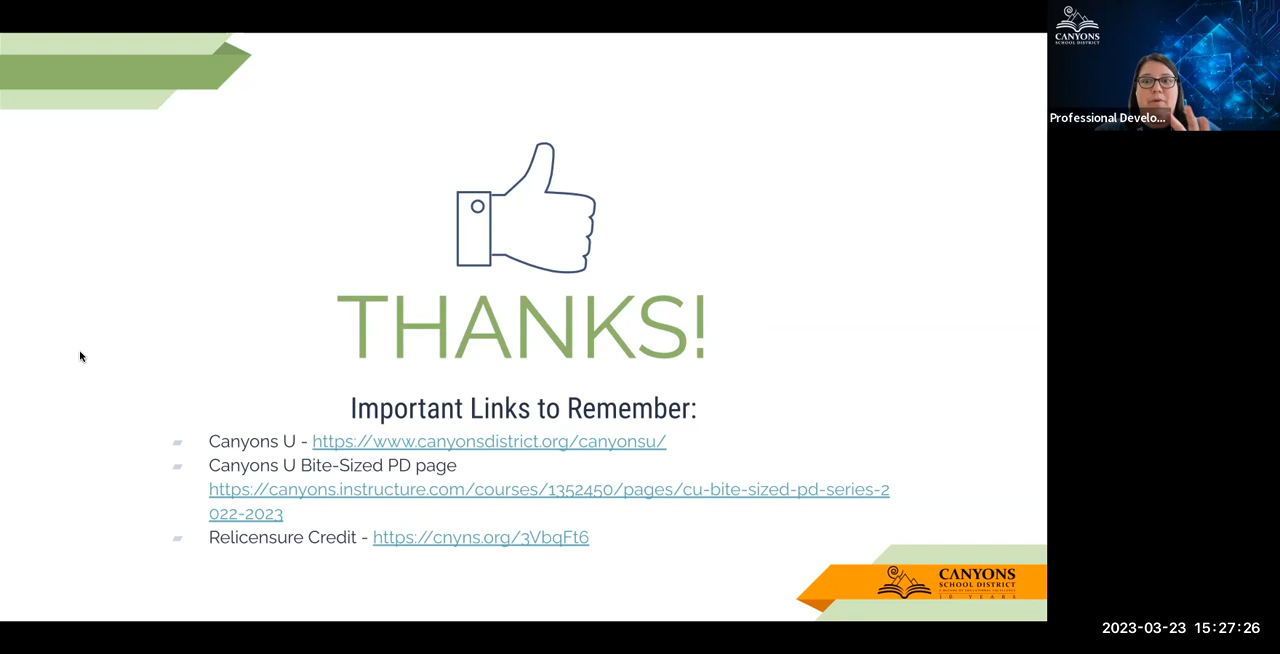 CANYONS
SCHOOL DISTRICT
Professional Develo...
THANKS!
Important Links to Remember:
Canyons U - https://www.canyonsdistrict.org/canyonsu/
Canyons U Bite-Sized PD page
https://canyons.instructure.com/courses/1352450/pages/cu-bite-sized-pd-series-2
022-2023
Relicensure Credit - https://cnyns.org/3VbqFt6
CANYONS
SCHOOL DISTRICT
10 YEARS
2023-03-23 15:27:26